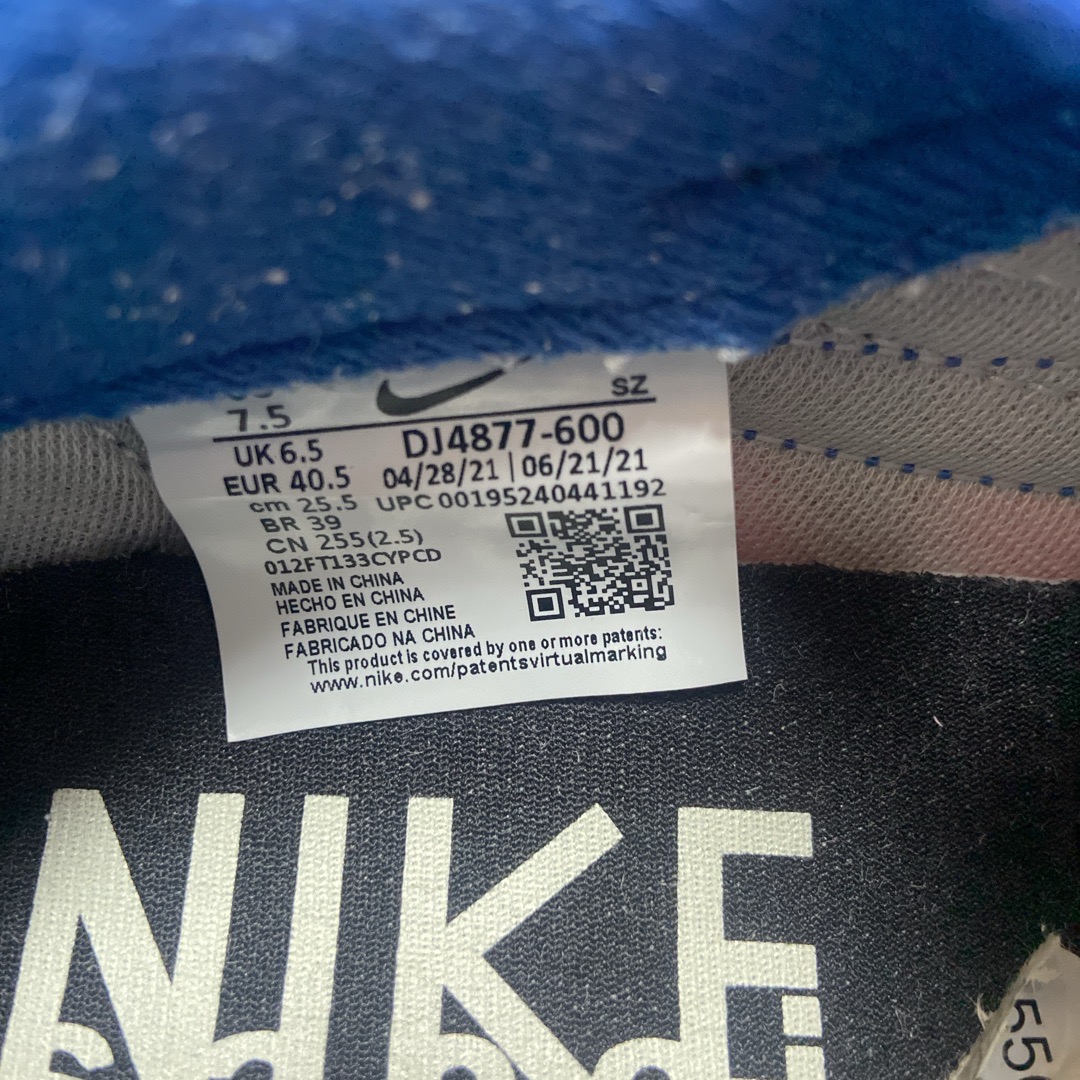 7.5
SZ
UK 6.5
DJ4877-600
EUR 40.5
04/28/21 | 06/21/21
cm 25.5
UPC 00195240441192
BR 39
CN 255(2.5)
012FT133CYPCD
MADE IN CHINA
HECHO EN CHINA
FABRIQUE EN CHINE
FABRICADO NA CHINA
This product is covered by one or more patents:
www.nike.com/patentsvirtualmarking
NIKE